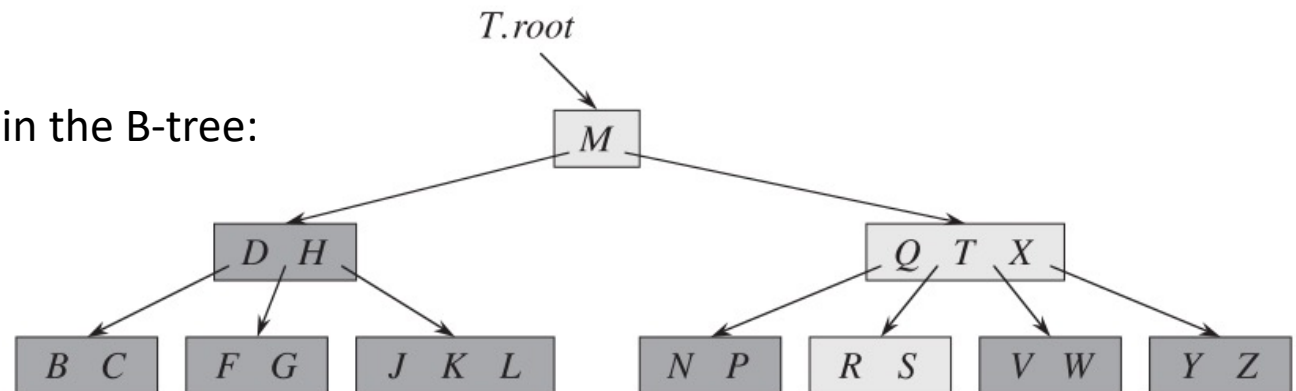 T.root
in the B-tree:
M
D H
Q T X
B C
F G
J K L
N P
R S
V W
Y Z